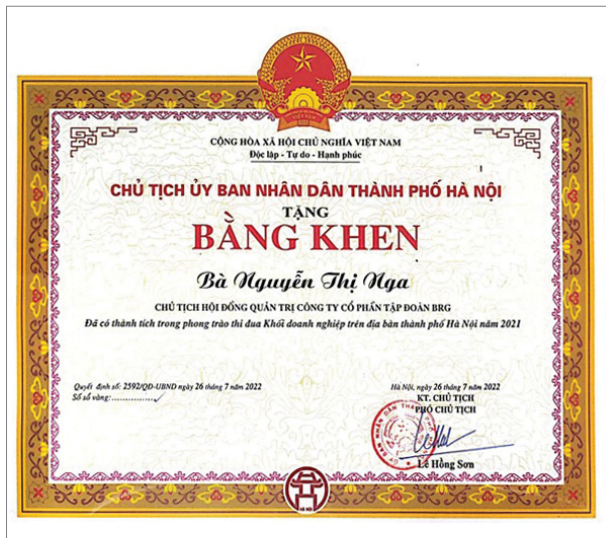 CỘNG HÒA XÃ HỘI CHỦ NGHĨA VIỆT NAM
Độc lập - Tự do - Hạnh phúc
CHỦ TỊCH ỦY BAN NHÂN DÂN THÀNH PHỐ HÀ NỘI
TẶNG
BẰNG KHEN
Bà Nguyễn Thị Nga
CHỦ TỊCH HỘI ĐỒNG QUẢN TRỊ CÔNG TY CỔ PHẦN TẬP ĐOÀN BRG
Đã có thành tích trong phong trào thi đua Khối doanh nghiệp trên địa bàn thành phố Hà Nội năm 2021
Quyết định số: 2592/QĐ-UBND ngày 26 tháng 7 năm 2022
Số sổ vàng:
Hà Nội, ngày 26 tháng 7 năm 2022
KT. CHỦ TỊCH
PHÓ CHỦ TỊCH
Lê Hồng Sơn
HÀ NỘI